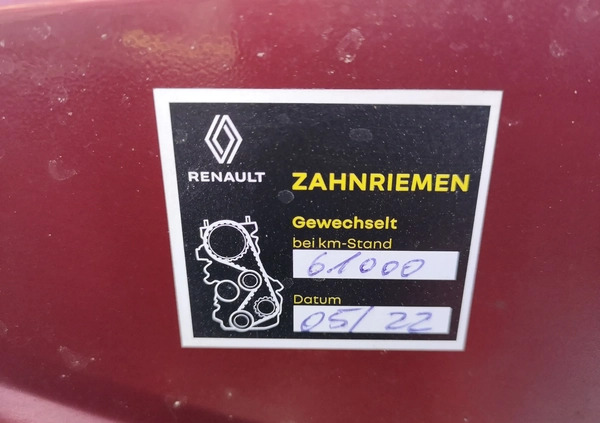 RENAULT
ZAHNRIEMEN
Gewechselt
bei km-Stand
61000
Datum
05/22